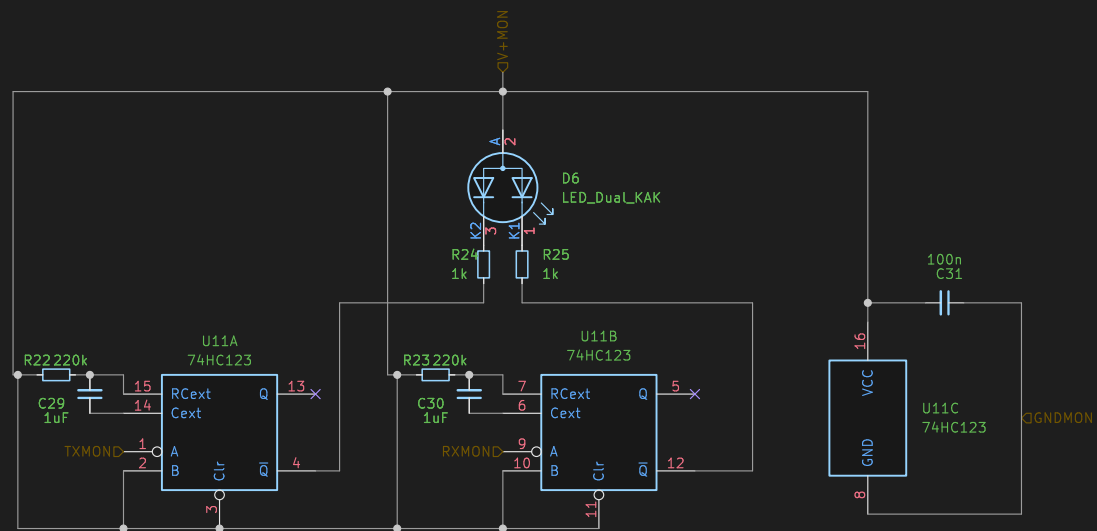 V+MON
A
2
D6
LED_Dual_KAK
K2
3
K1
1
R24
1k
R25
1k
100n
C31
U11A
74HC123
U11B
74HC123
16
R22 220k
R23 220k
15
RCext
Q
13
7
RCext
Q
5
VCC
C29
1uF
14
Cext
C30
1uF
6
Cext
U11C
74HC123
GNDMON
TXMON
1
A
RXMON
9
A
2
B
Clr
Q
4
10
B
Clr
Q
12
GND
3
11
8